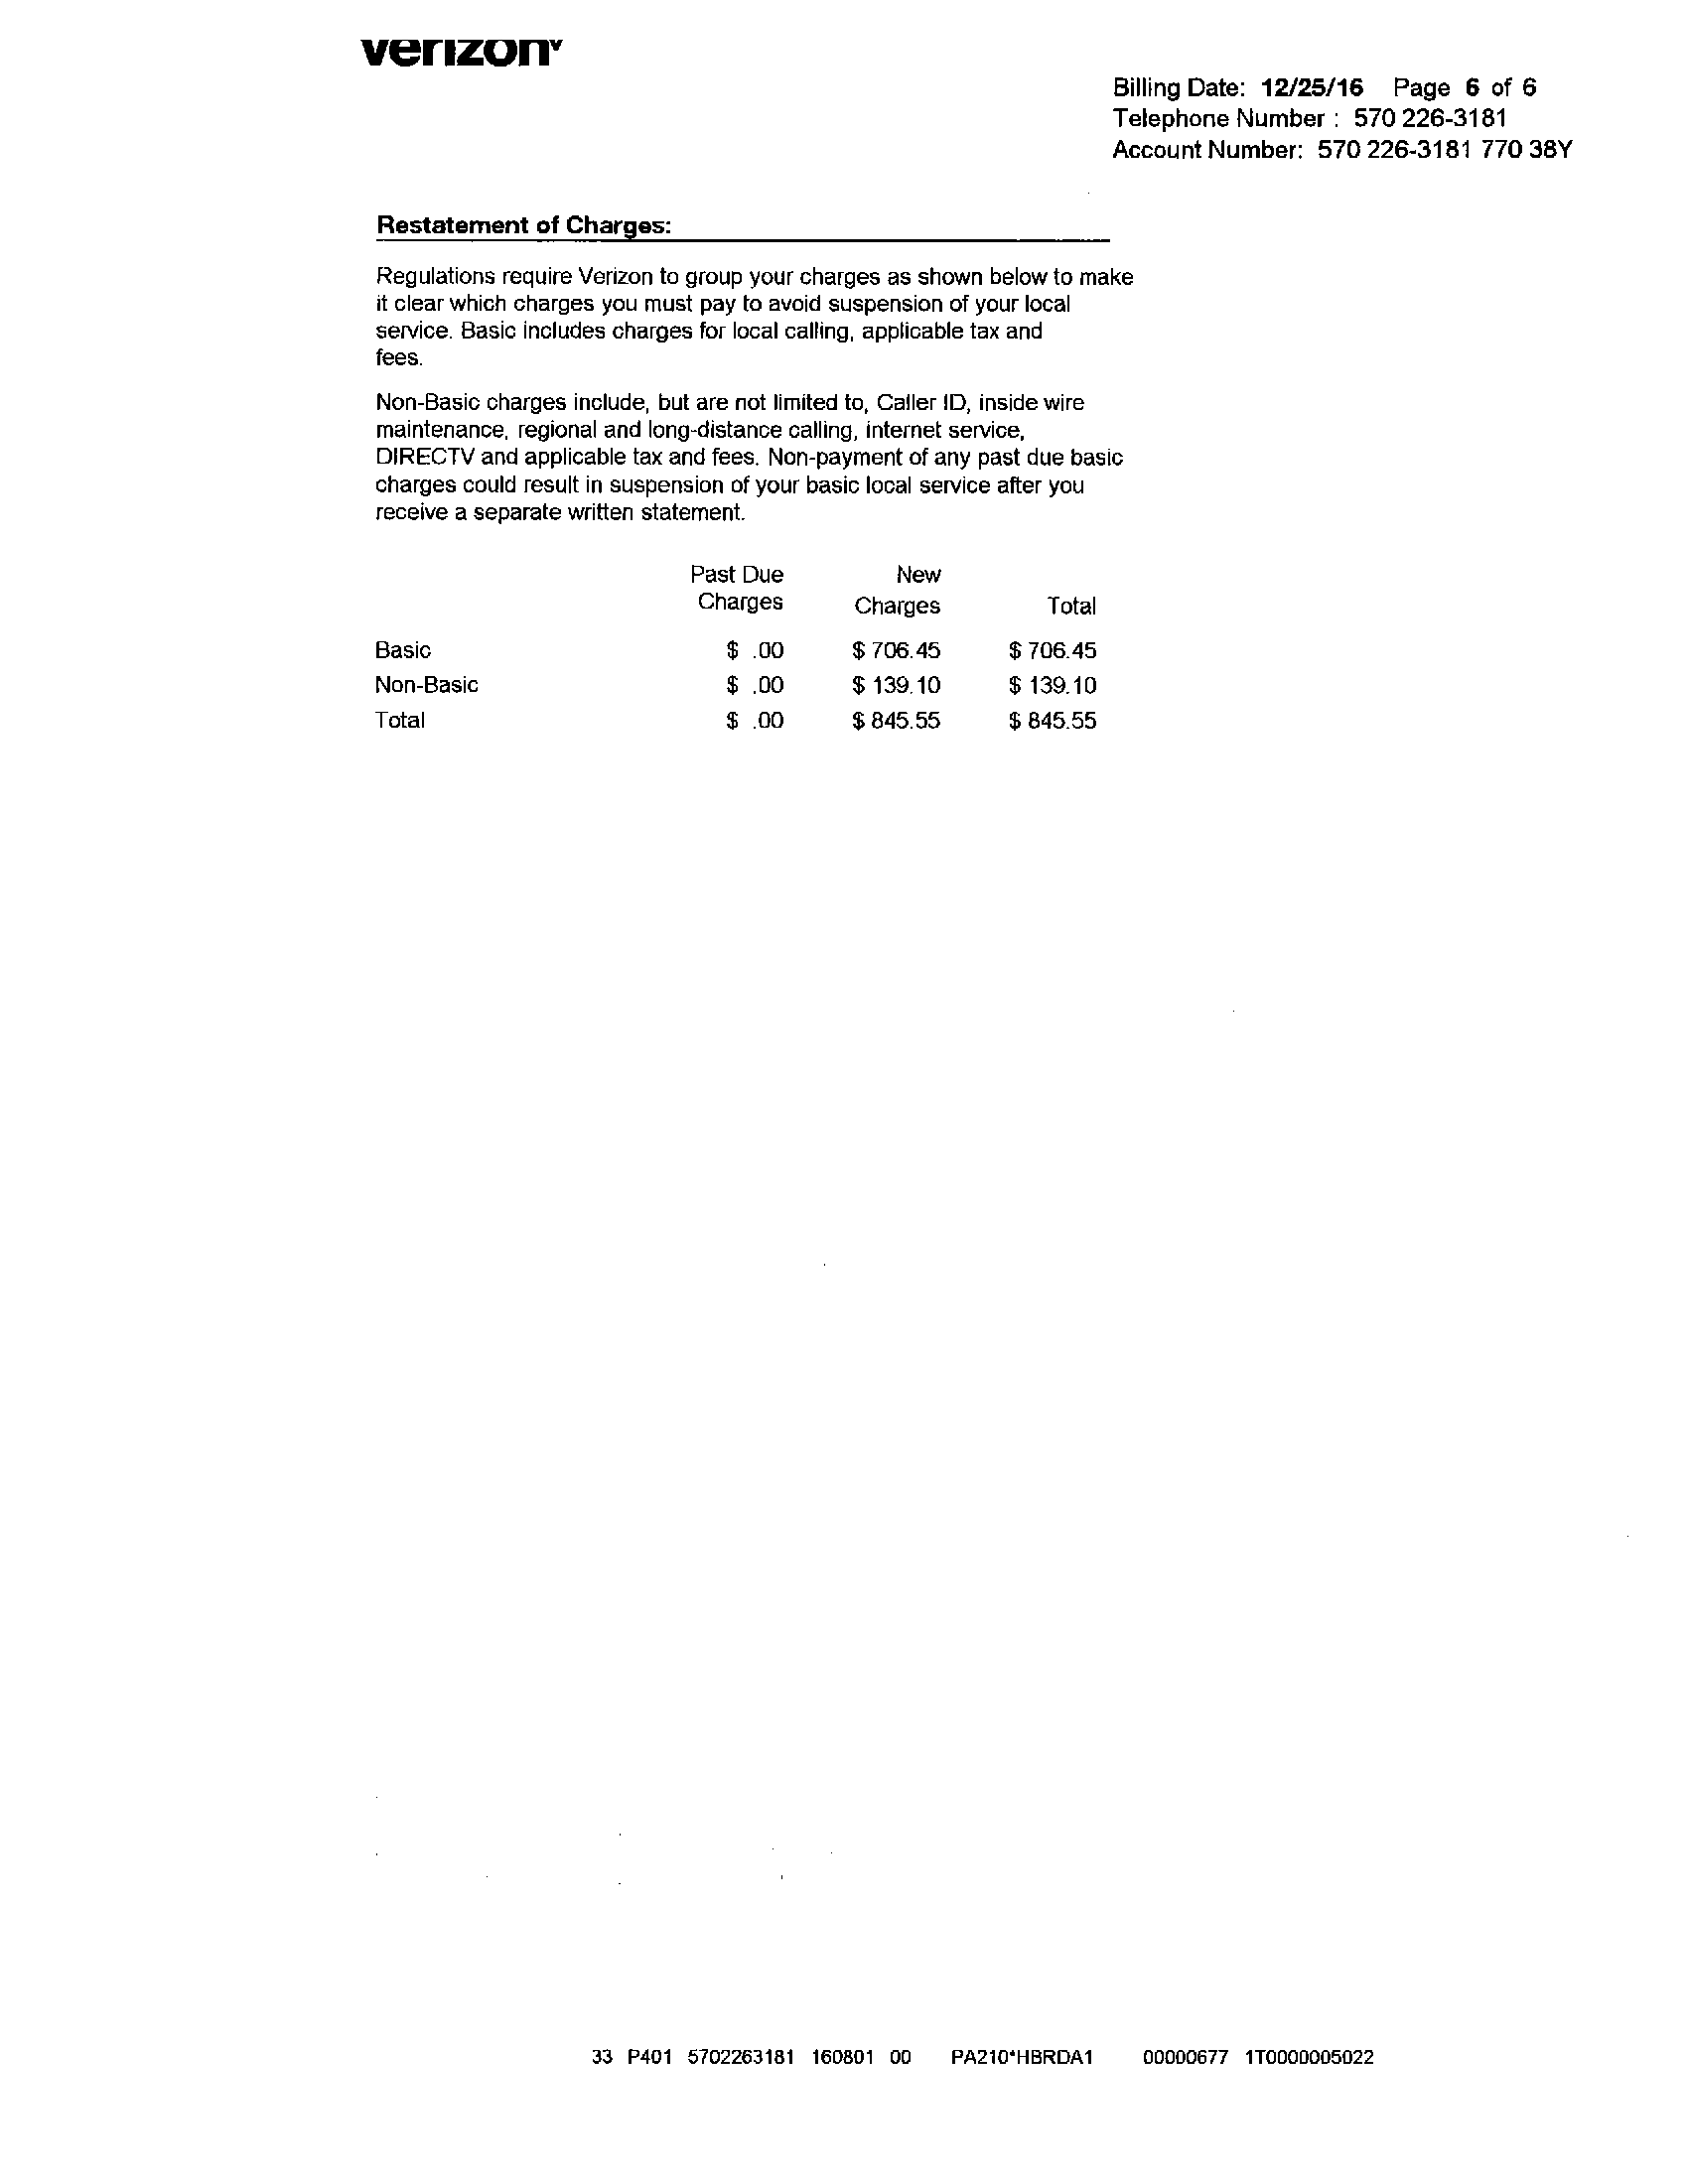 verizon
Billing Date: 12/25/16 Page 6 of 6
Telephone Number : 570 226-3181
Account Number: 570 226-3181 770 38Y
Restatement of Charges:
Regulations require Verizon to group your charges as shown below to make
it clear which charges you must pay to avoid suspension of your local
service. Basic includes charges for local calling, applicable tax and
fees.
Non-Basic charges include, but are not limited to, Caller ID, inside wire
maintenance, regional and long-distance calling, internet service,
DIRECTV and applicable tax and fees. Non-payment of any past due basic
charges could result in suspension of your basic local service after you
receive a separate written statement.
Past Due New
Charges Charges Total
Basic $ .00 $ 706.45 $ 706.45
Non-Basic $ .00 $ 139.10 $ 139.10
Total $ .00 $ 845.55 $ 845.55
33 P401 5702263181 160801 00 PA210*HBRDA1 00000677 1T0000005022